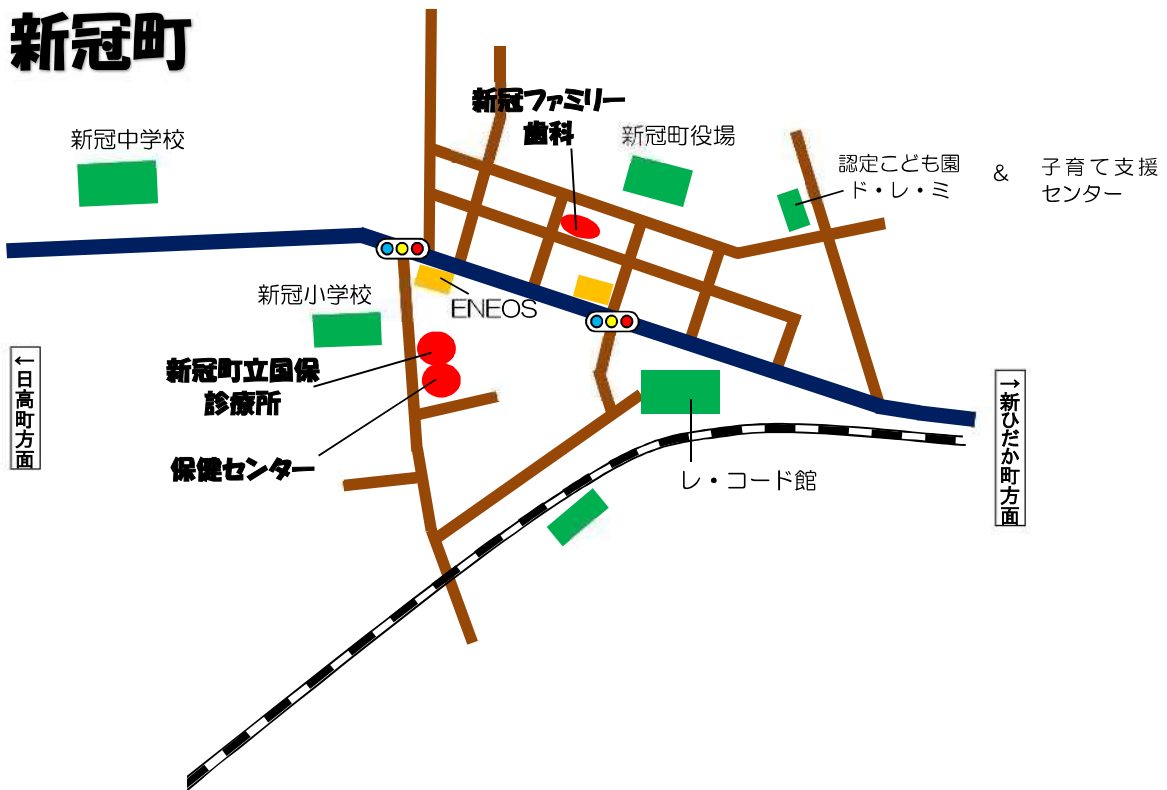 新冠町
新冠ファミリー
歯科
新冠中学校
新冠町役場
認定こども園
ド・レ・ミ
&
子育て支援
センター
ENEOS
新冠小学校
新冠町立国保
診療所
保健センター
レ・コード館
←日高町方面
→新ひだか町方面